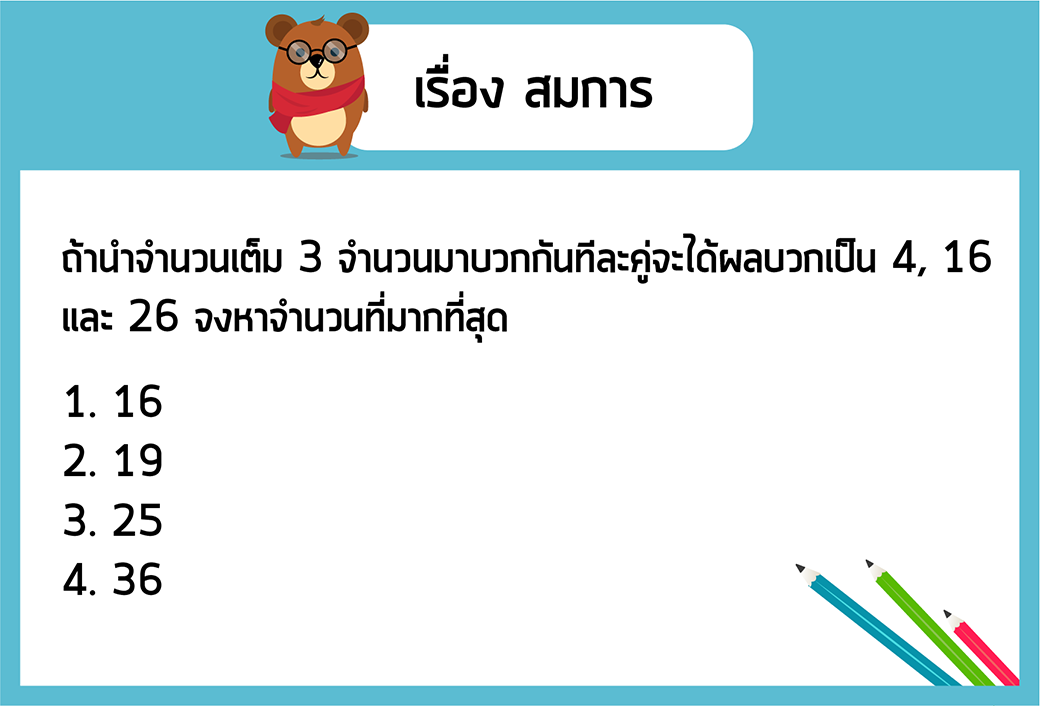 เรื่อง สมการ
ถ้านำจำนวนเต็ม 3 จำนวนมาบวกกันทีละคู่จะได้ผลบวกเป็น 4, 16
และ 26 จงหาจำนวนที่มากที่สุด
1. 16
2. 19
3. 25
4. 36